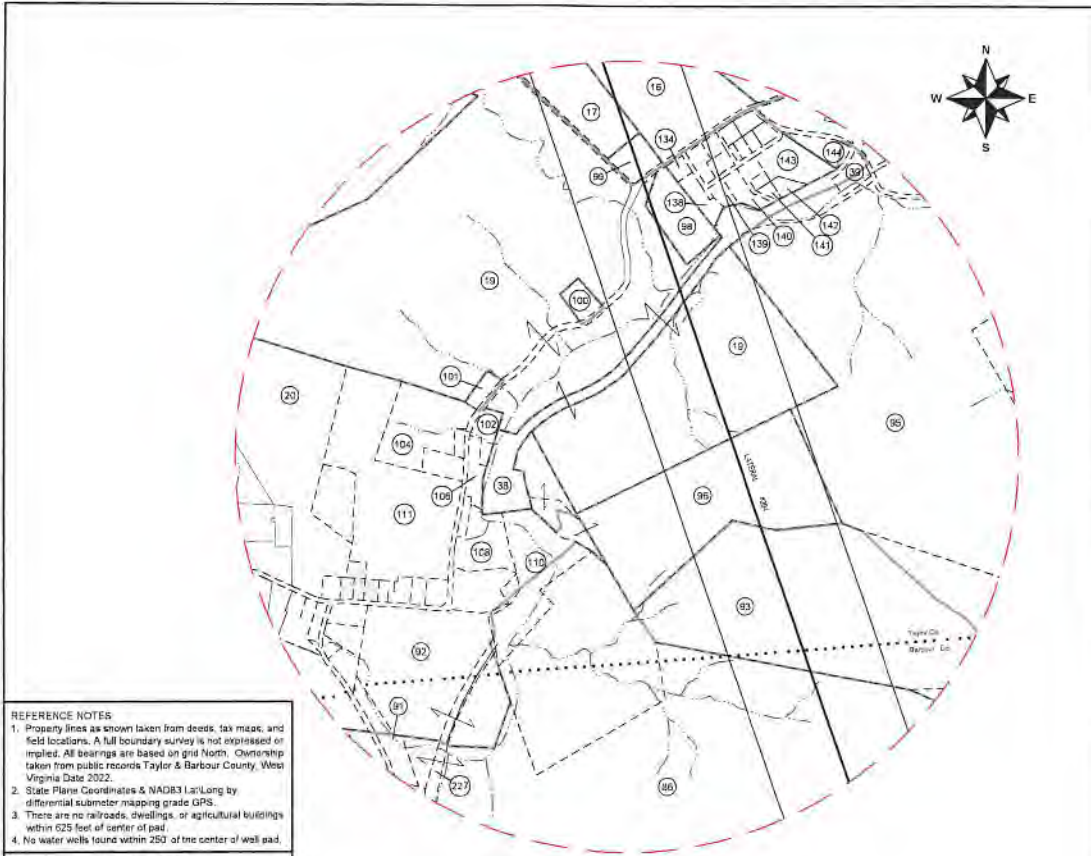 N
W E
S
16
17
134
144
143
39
99
138
98
142
139
140
141
19
100
19
101
20
102
95
104
LATERAL
38
96
106
111
108
110
93
Taylor Co.
Barbour Co.
92
91
227
86
REFERENCE NOTES
1. Property lines as shown taken from deeds, tax maps, and
field locations. A full boundary survey is not expressed or
implied. All bearings are based on grid North. Ownership
taken from public records Taylor & Barbour County, West
Virginia Date 2022.
2. State Plane Coordinates & NAD83 Lat\Long by
differential submeter mapping grade GPS.
3. There are no railroads, dwellings, or agricultural buildings
within 625 feet of center of pad.
4. No water wells found within 250' of the center of well pad.